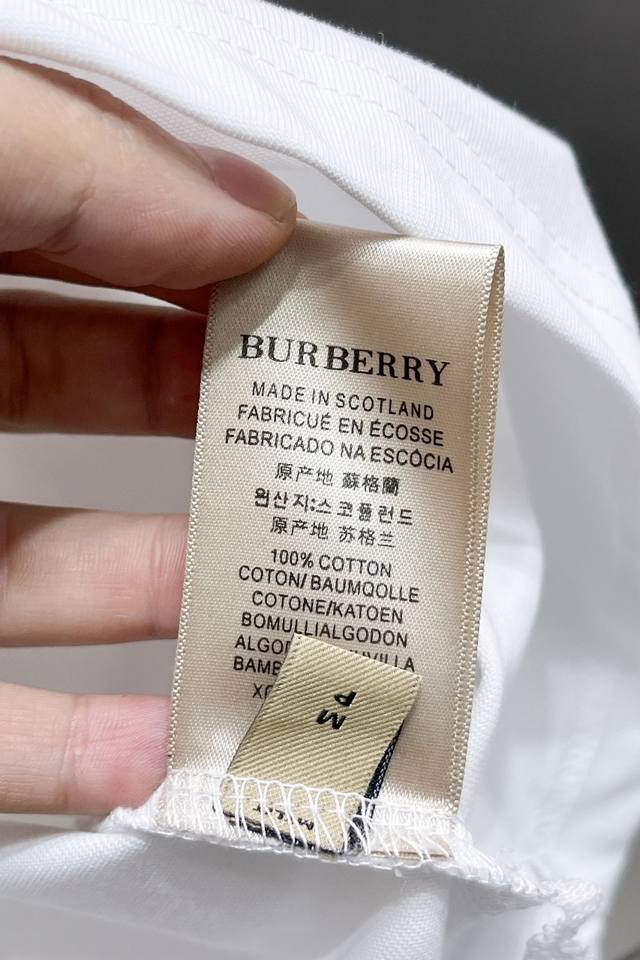 BURBERRY
MADE IN SCOTLAND
FABRICUÉ EN ÉCOSSE
FABRICADO NA ESCÓCIA
原产地 蘇格蘭
원산지:스코틀런드
原产地 苏格兰
100% COTTON
COTON/BAUMQOLLE
COTONE/KATOEN
BOMULLIALGODON
M
P